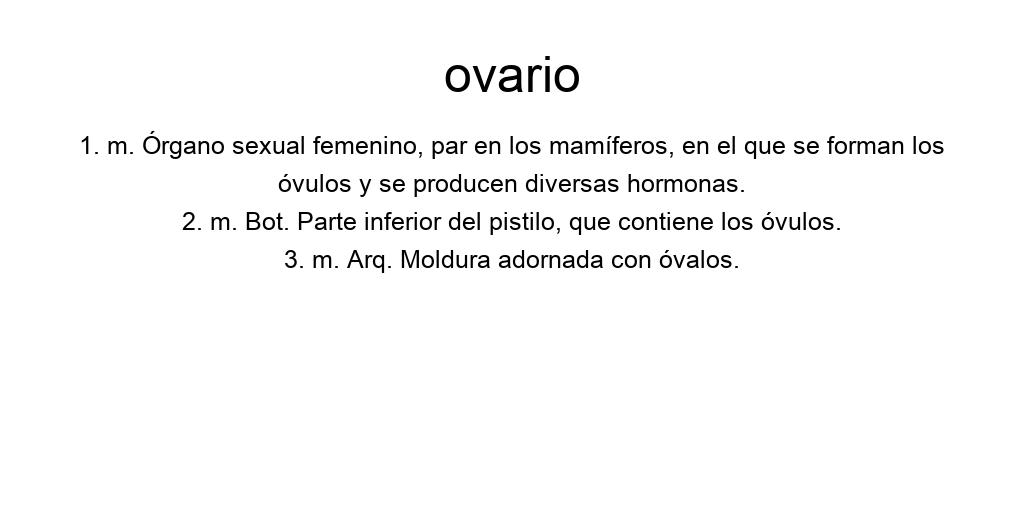 ovario
1. m. Órgano sexual femenino, par en los mamíferos, en el que se forman los
óvulos y se producen diversas hormonas.
2. m. Bot. Parte inferior del pistilo, que contiene los óvulos.
3. m. Arq. Moldura adornada con óvalos.